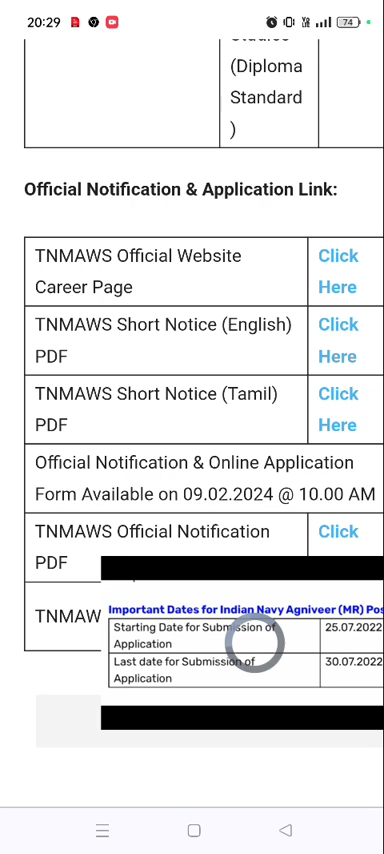 20:29
74
(Diploma
Standard
)
Official Notification & Application Link:
TNMAWS Official Website
Career Page
Click
Here
TNMAWS Short Notice (English)
PDF
Click
Here
TNMAWS Short Notice (Tamil)
PDF
Click
Here
Official Notification & Online Application
Form Available on 09.02.2024 @ 10.00 AM
TNMAWS Official Notification
PDF
Click
TNMAW
Important Dates for Indian Navy Agniveer (MR) Pos
Starting Date for Submission of
Application
25.07.2022
Last date for Submission of
Application
30.07.2022